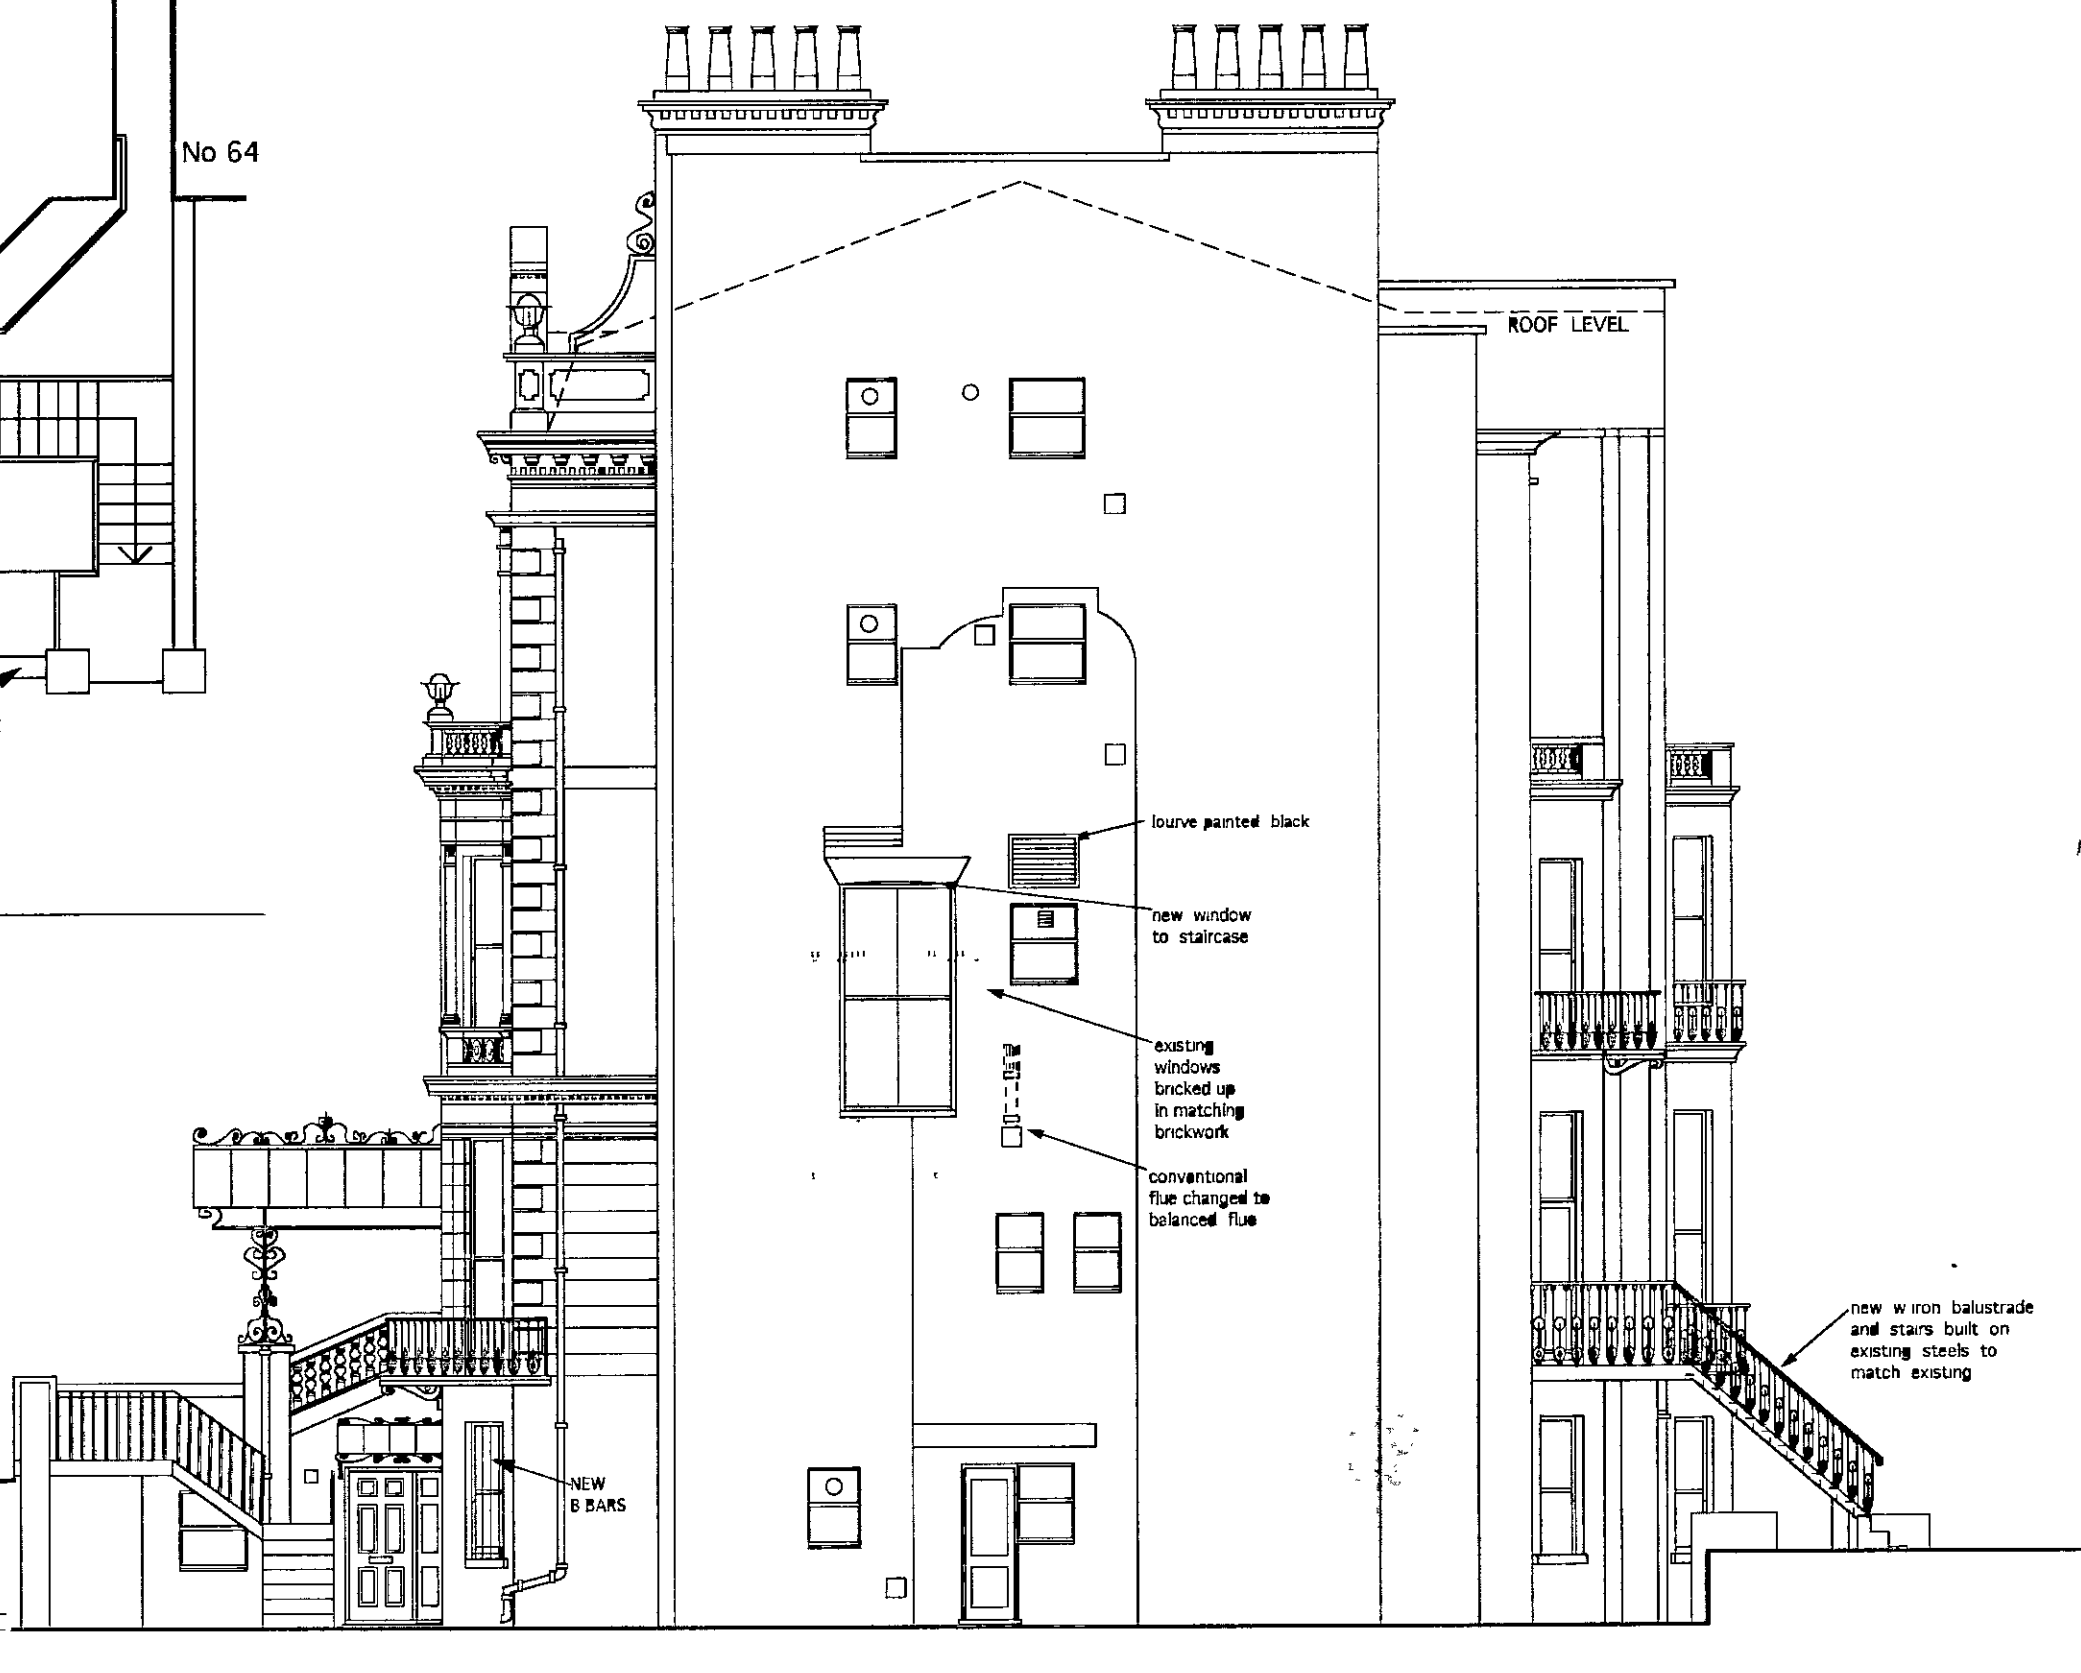 No 64
ROOF LEVEL
lourve painted black
new window
to staircase
existing
windows
bricked up
in matching
brickwork
conventional
flue changed to
balanced flue
new w iron balustrade
and stairs built on
existing steels to
match existing
NEW
B BARS